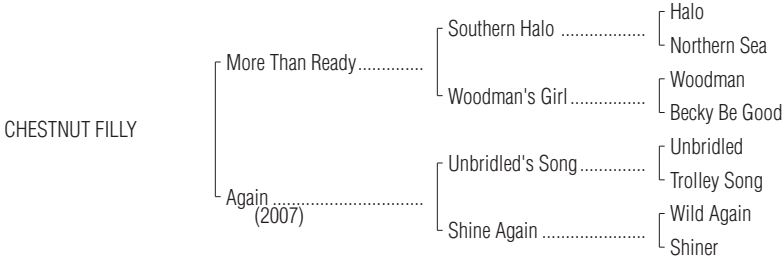 Halo
Southern Halo ..................
Northern Sea
More Than Ready..............
Woodman
Woodman's Girl ................
Becky Be Good
CHESTNUT FILLY
Unbridled
Unbridled's Song ..............
Trolley Song
Again ................................
(2007)
Wild Again
Shine Again ......................
Shiner